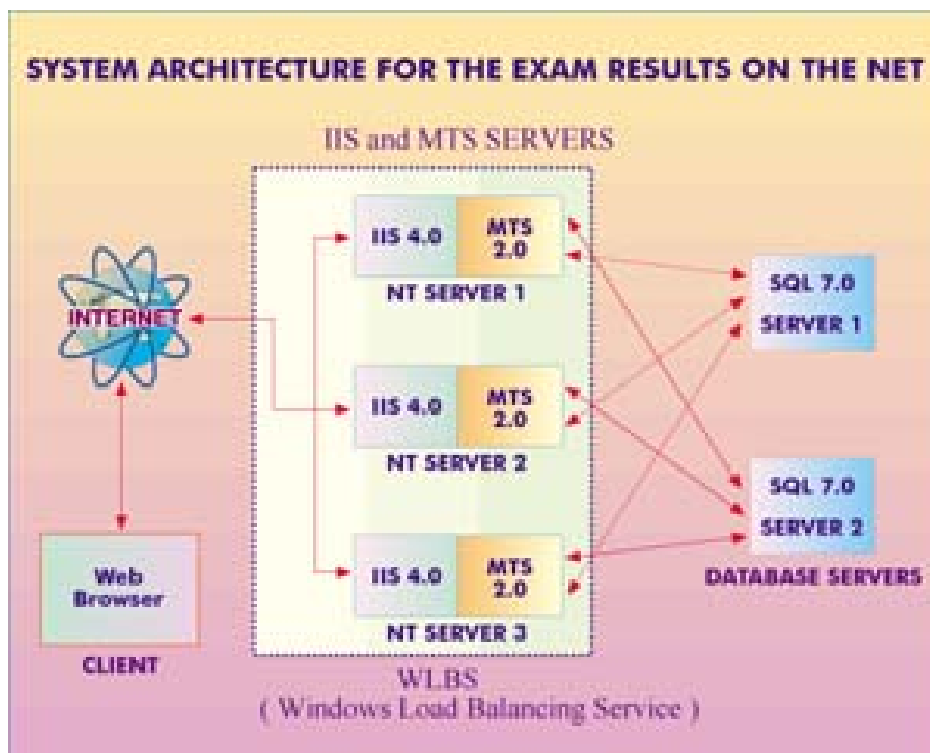 SYSTEM ARCHITECTURE FOR THE EXAM RESULTS ON THE NET
IIS and MTS SERVERS
IIS 4.0
MTS
2.0
NT SERVER 1
INTERNET
IIS 4.0
MTS
2.0
NT SERVER 2
IIS 4.0
MTS
2.0
NT SERVER 3
SQL 7.0
SERVER 1
SQL 7.0
SERVER 2
DATABASE SERVERS
Web
Browser
CLIENT
WLBS
( Windows Load Balancing Service )